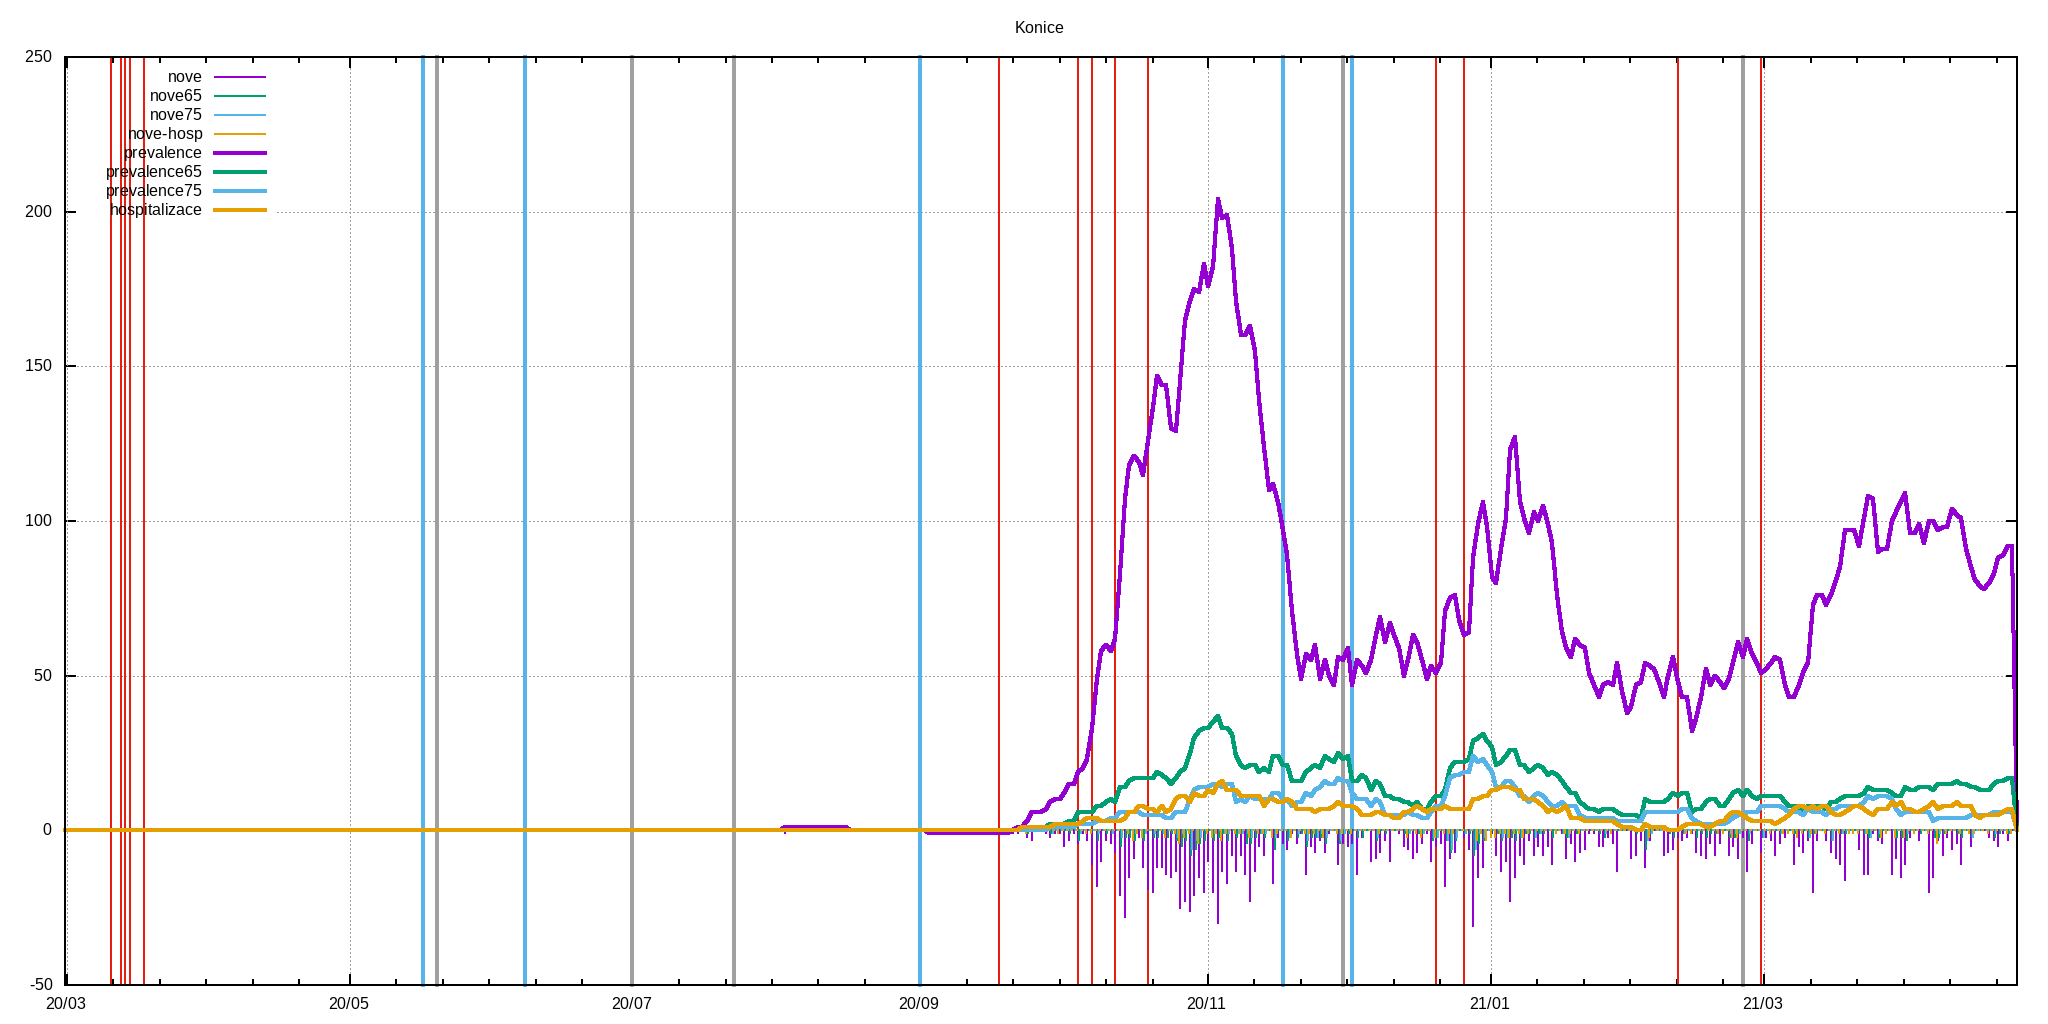 Konice
250
nove
nove65
nove75
nove-hosp
prevalence
prevalence65
prevalence75
hospitalizace
200
150
100
50
0
-50
20/03 20/05 20/07 20/09 20/11 21/01 21/03